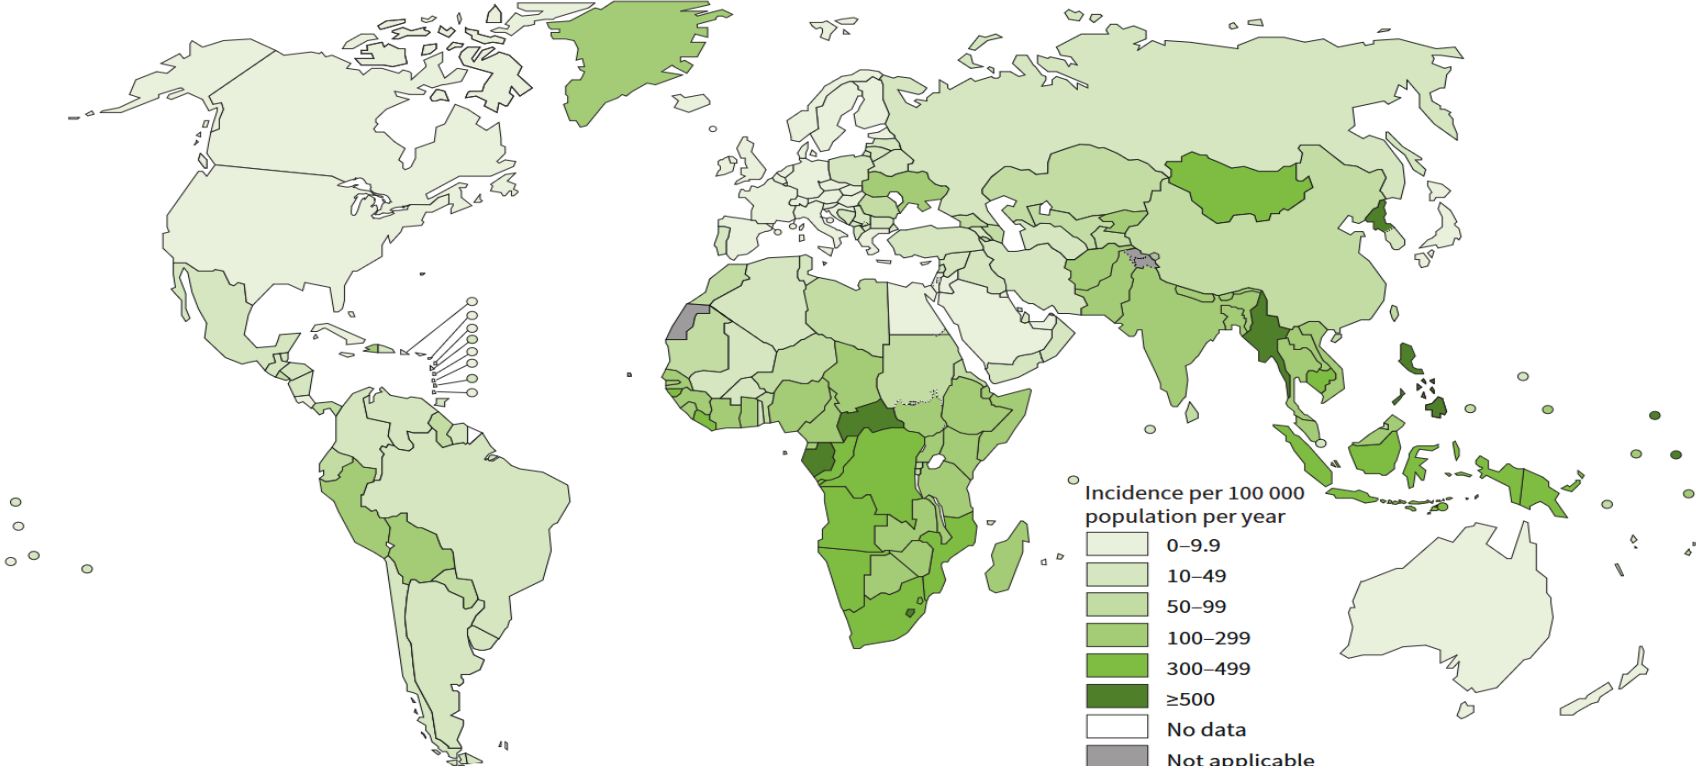 Incidence per 100 000
population per year
0–9.9
10–49
50–99
100–299
300–499
≥500
No data
Not applicable